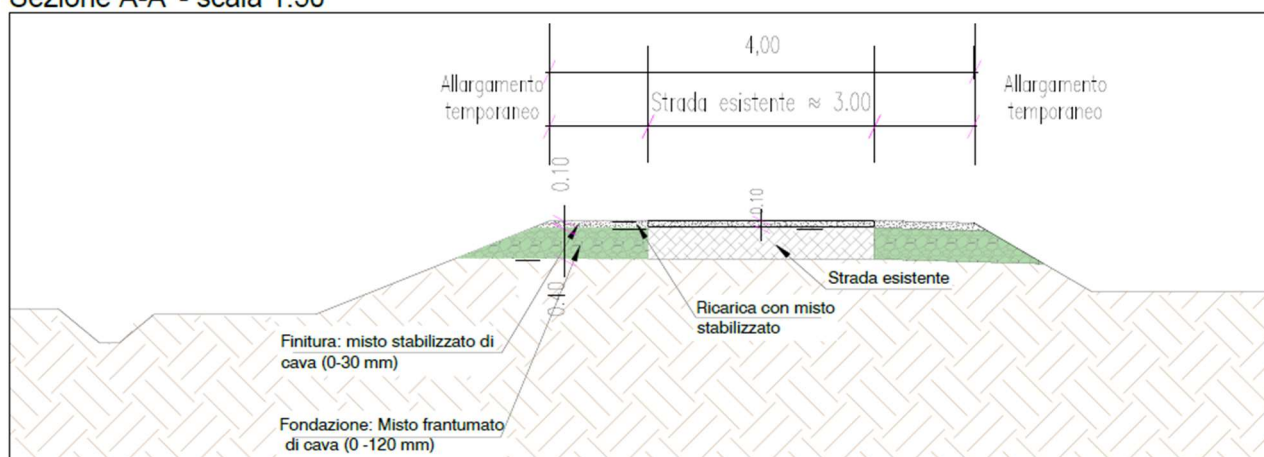 Sezione A-A' - scala 1:50
4,00
Allargamento
temporaneo
Strada esistente ≈ 3.00
Allargamento
temporaneo
0.10
0.10
0.40
Strada esistente
Ricarica con misto
stabilizzato
Finitura: misto stabilizzato di
cava (0-30 mm)
Fondazione: Misto frantumato
di cava (0 -120 mm)